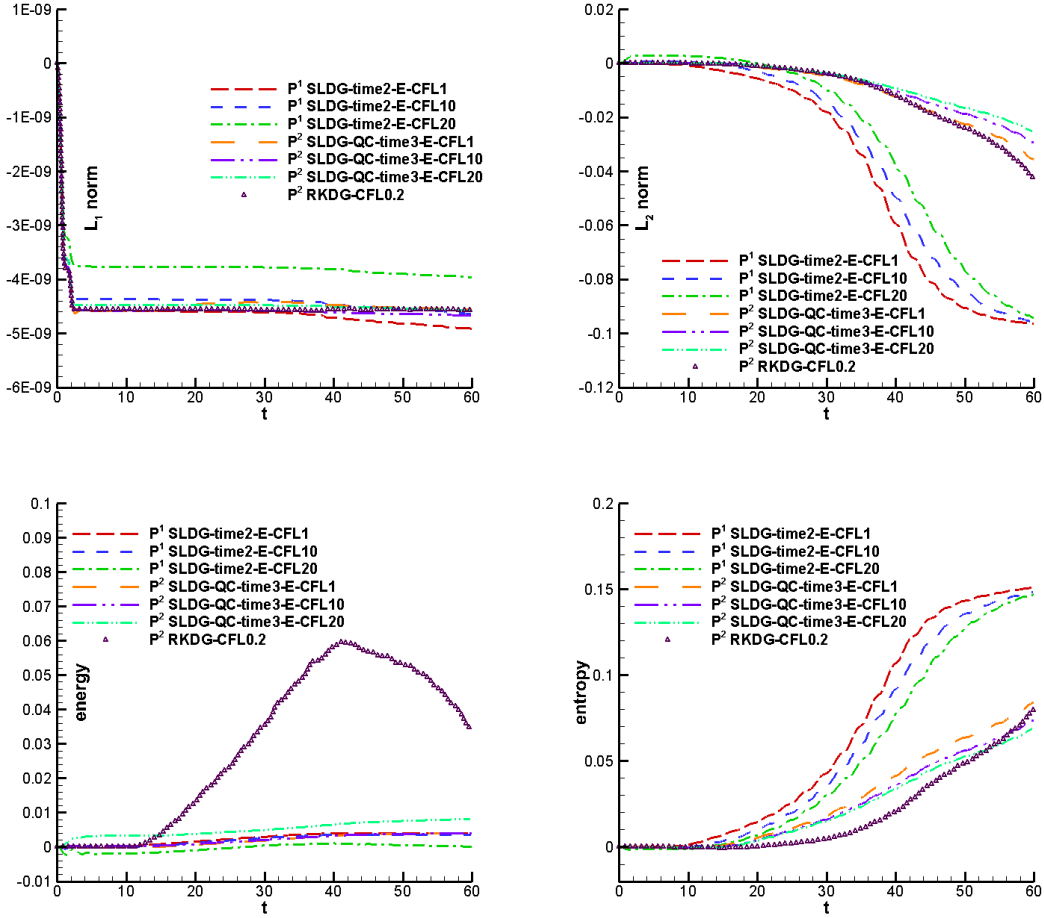 1E-09
0
-1E-09
-2E-09
-3E-09
-4E-09
-5E-09
-6E-09
L1 norm
P1 SLDG-time2-E-CFL1
P1 SLDG-time2-E-CFL10
P1 SLDG-time2-E-CFL20
P2 SLDG-QC-time3-E-CFL1
P2 SLDG-QC-time3-E-CFL10
P2 SLDG-QC-time3-E-CFL20
P2 RKDG-CFL0.2
0 10 20 30 40 50 60
t
0.02
0
-0.02
-0.04
-0.06
-0.08
-0.1
-0.12
L2 norm
P1 SLDG-time2-E-CFL1
P1 SLDG-time2-E-CFL10
P1 SLDG-time2-E-CFL20
P2 SLDG-QC-time3-E-CFL1
P2 SLDG-QC-time3-E-CFL10
P2 SLDG-QC-time3-E-CFL20
P2 RKDG-CFL0.2
0 10 20 30 40 50 60
t
0.1
0.09
0.08
0.07
0.06
0.05
0.04
0.03
0.02
0.01
0
-0.01
energy
P1 SLDG-time2-E-CFL1
P1 SLDG-time2-E-CFL10
P1 SLDG-time2-E-CFL20
P2 SLDG-QC-time3-E-CFL1
P2 SLDG-QC-time3-E-CFL10
P2 SLDG-QC-time3-E-CFL20
P2 RKDG-CFL0.2
0 10 20 30 40 50 60
t
0.2
0.15
0.1
0.05
0
entropy
P1 SLDG-time2-E-CFL1
P1 SLDG-time2-E-CFL10
P1 SLDG-time2-E-CFL20
P2 SLDG-QC-time3-E-CFL1
P2 SLDG-QC-time3-E-CFL10
P2 SLDG-QC-time3-E-CFL20
P2 RKDG-CFL0.2
0 10 20 30 40 50 60
t